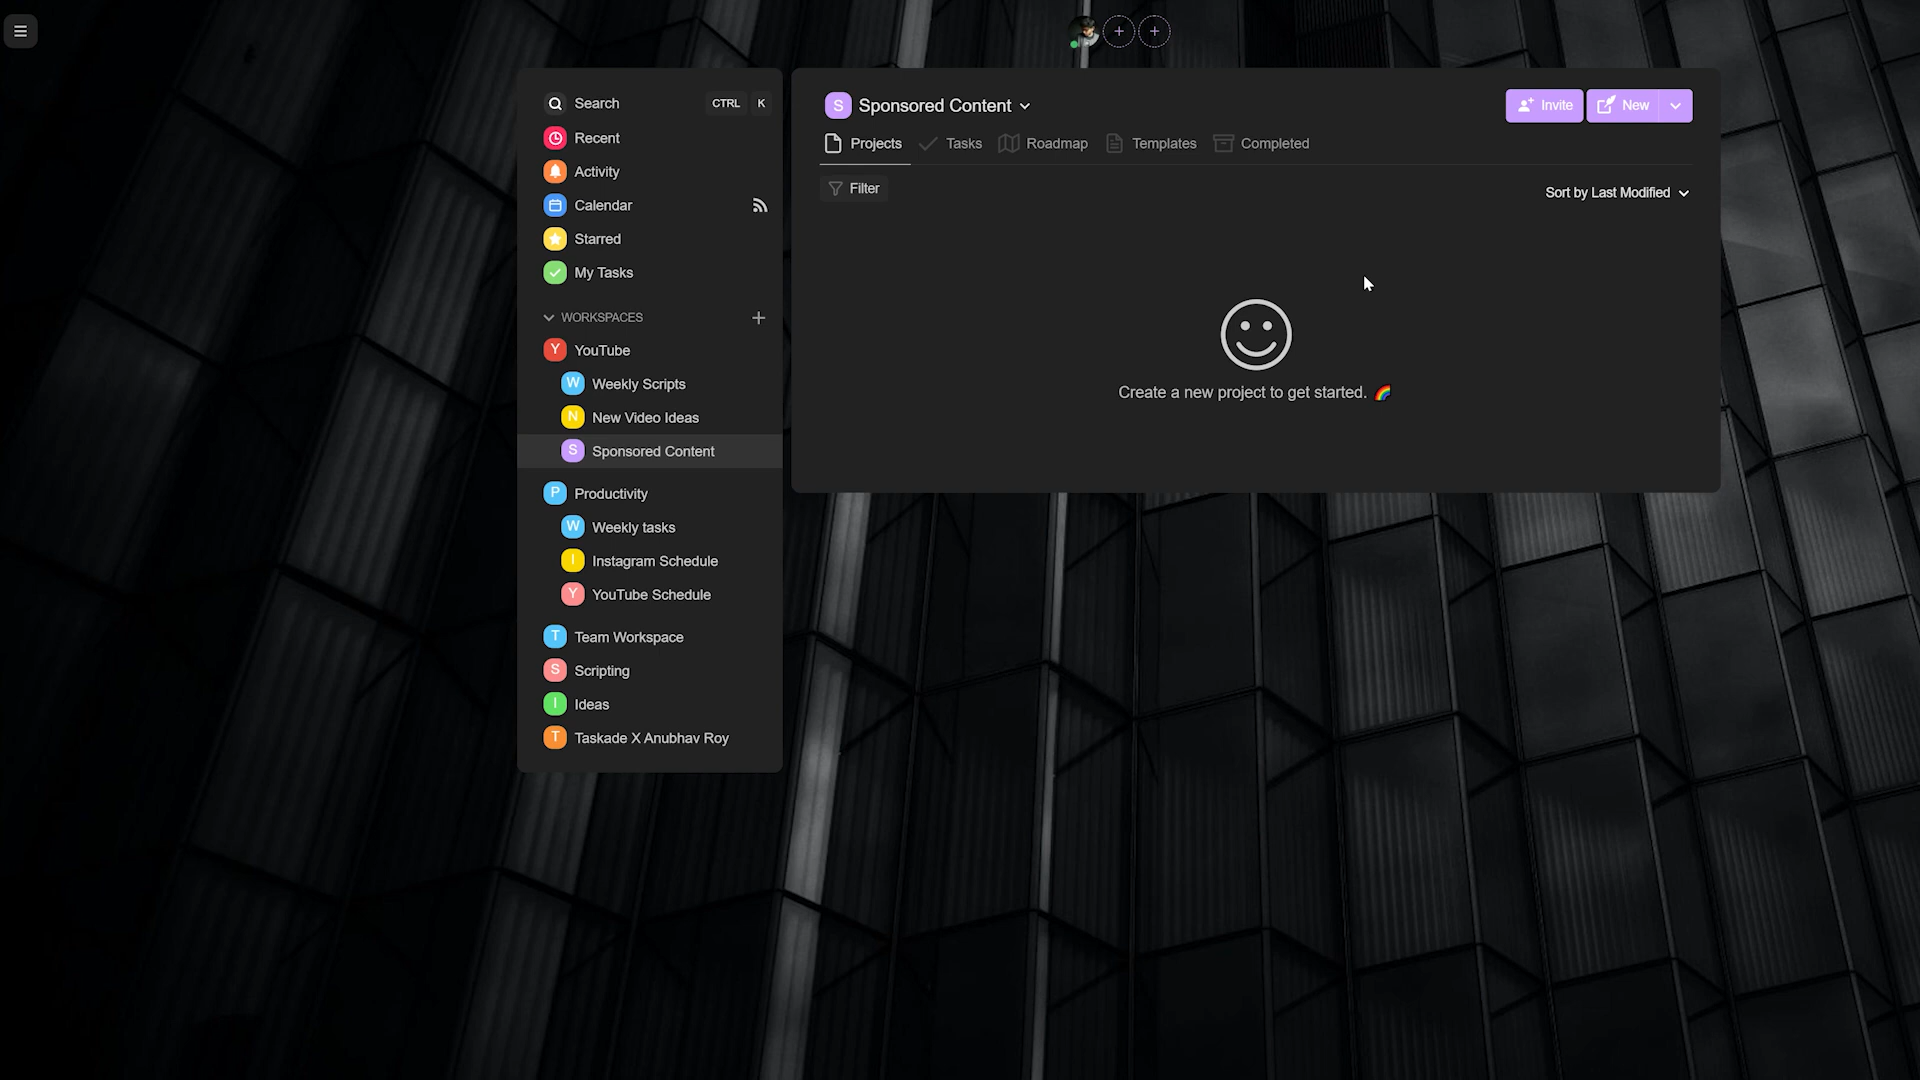 Search CTRL K
Recent
Activity
Calendar
Starred
My Tasks
WORKSPACES
Y YouTube
W Weekly Scripts
N New Video Ideas
S Sponsored Content
P Productivity
W Weekly tasks
I Instagram Schedule
Y YouTube Schedule
T Team Workspace
S Scripting
I Ideas
T Taskade X Anubhav Roy
S Sponsored Content
Invite New
Projects Tasks Roadmap Templates Completed
Filter Sort by Last Modified
Create a new project to get started. 🌈